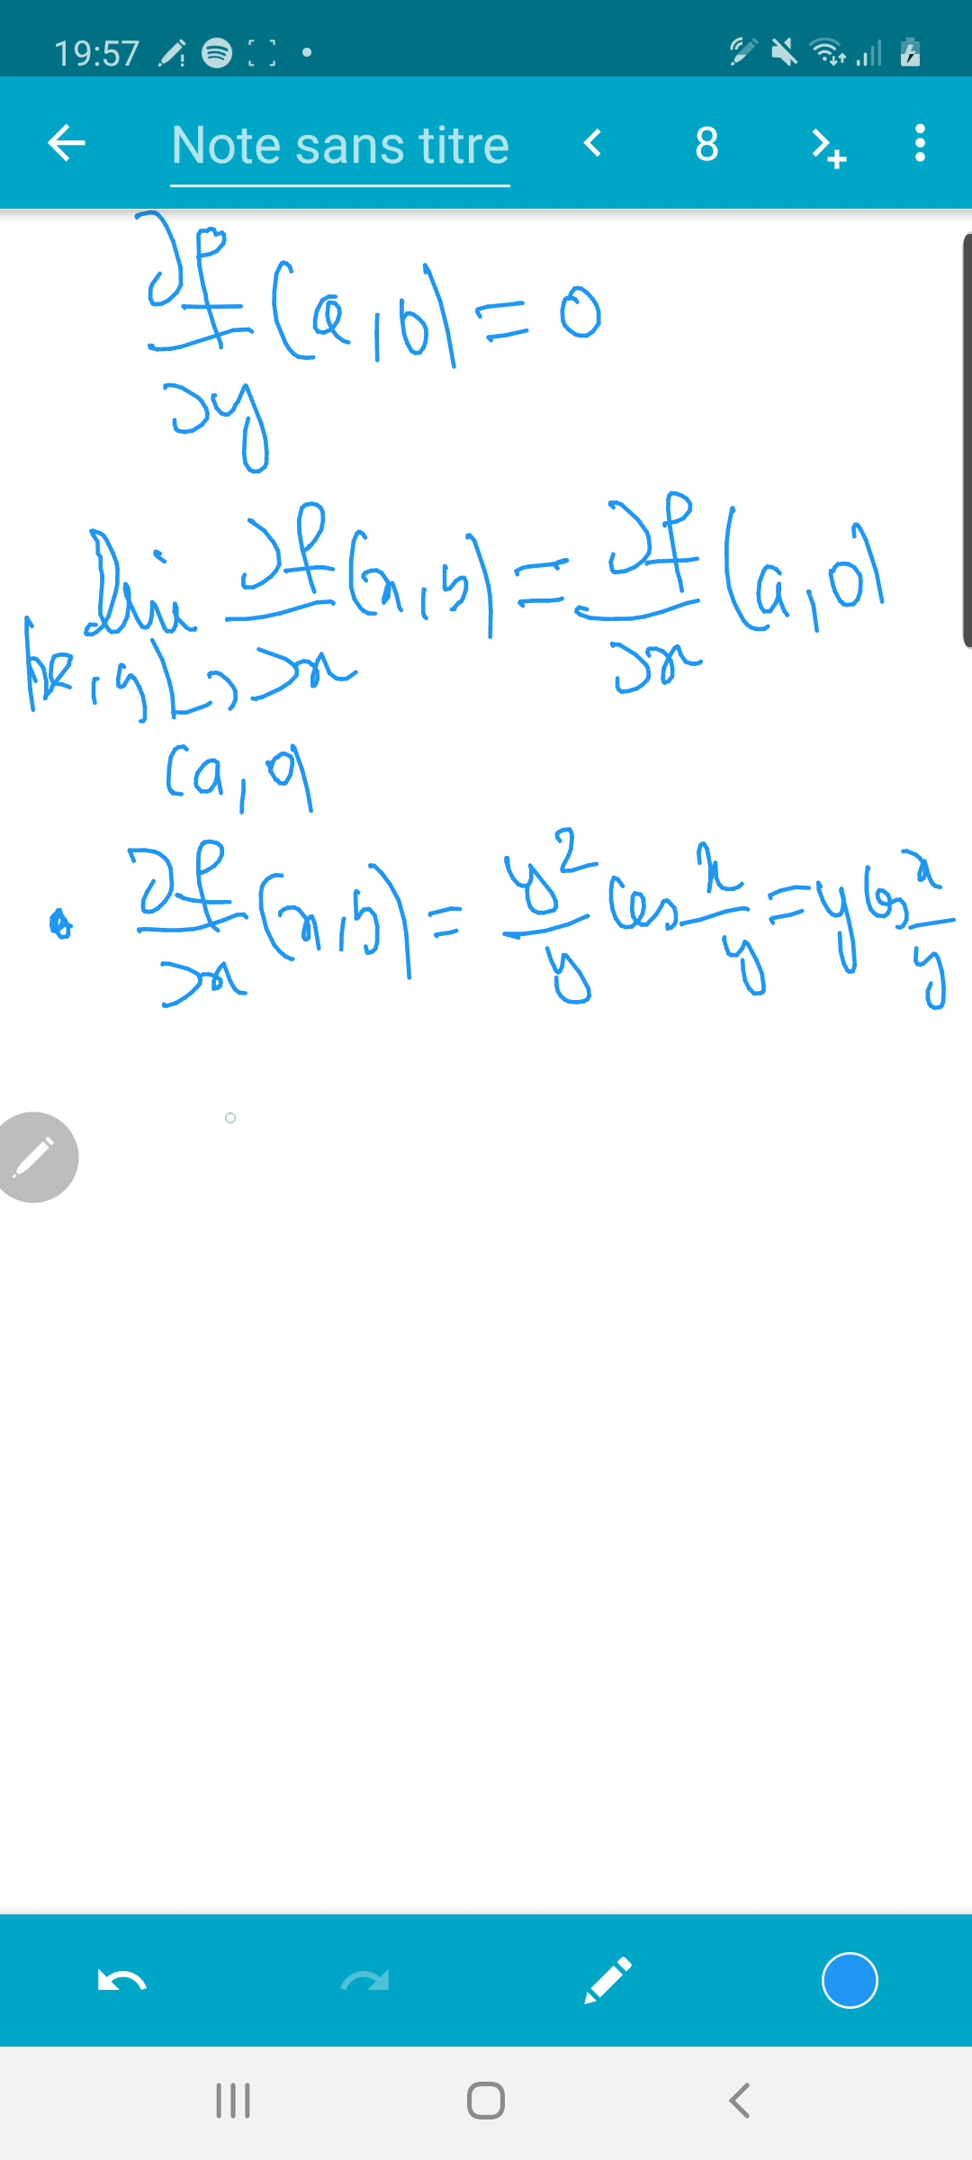 19:57
Note sans titre 8
∂f/∂y (a,0) = 0
lim (x,y)→(a,0) ∂f/∂x (x,y) = ∂f/∂x (a,0)
• ∂f/∂x (x,y) = y²/y cos x/y = y cos x/y